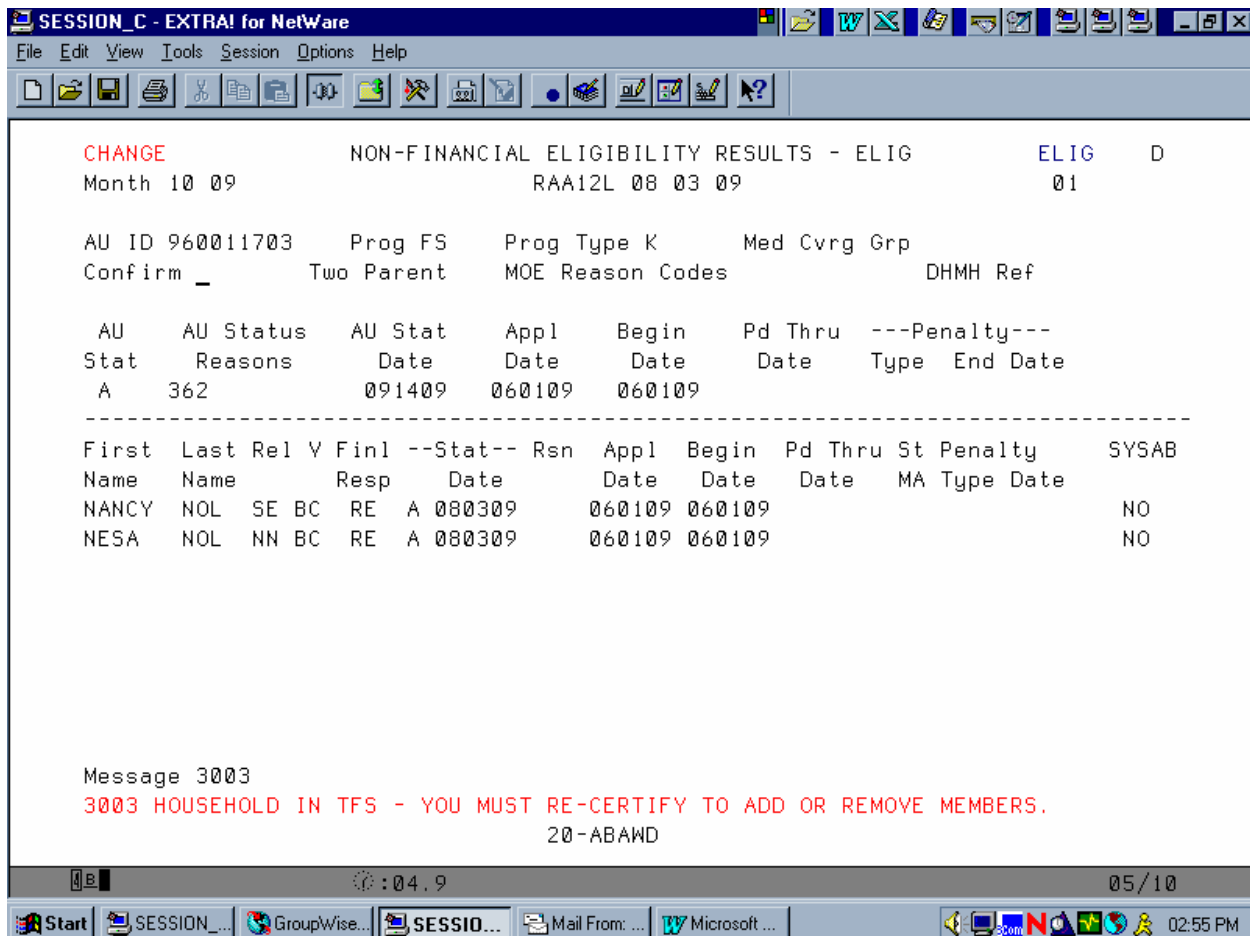 SESSION_C - EXTRA! for NetWare
File Edit View Tools Session Options Help
CHANGE NON-FINANCIAL ELIGIBILITY RESULTS - ELIG ELIG D
Month 10 09 RAA12L 08 03 09 01
AU ID 960011703 Prog FS Prog Type K Med Cvrg Grp
Confirm _ Two Parent MOE Reason Codes DHMH Ref
AU AU Status AU Stat Appl Begin Pd Thru ---Penalty---
Stat Reasons Date Date Date Date Type End Date
A 362 091409 060109 060109
--------------------------------------------------------------------------------
First Last Rel V Finl --Stat-- Rsn Appl Begin Pd Thru St Penalty SYSAB
Name Name Resp Date Date Date Date MA Type Date
NANCY NOL SE BC RE A 080309 060109 060109 NO
NESA NOL NN BC RE A 080309 060109 060109 NO
Message 3003
3003 HOUSEHOLD IN TFS - YOU MUST RE-CERTIFY TO ADD OR REMOVE MEMBERS.
20-ABAWD
4 B :04.9 05/10
Start SESSION_... GroupWise... SESSIO... Mail From: ... Microsoft ... 3Com N 02:55 PM